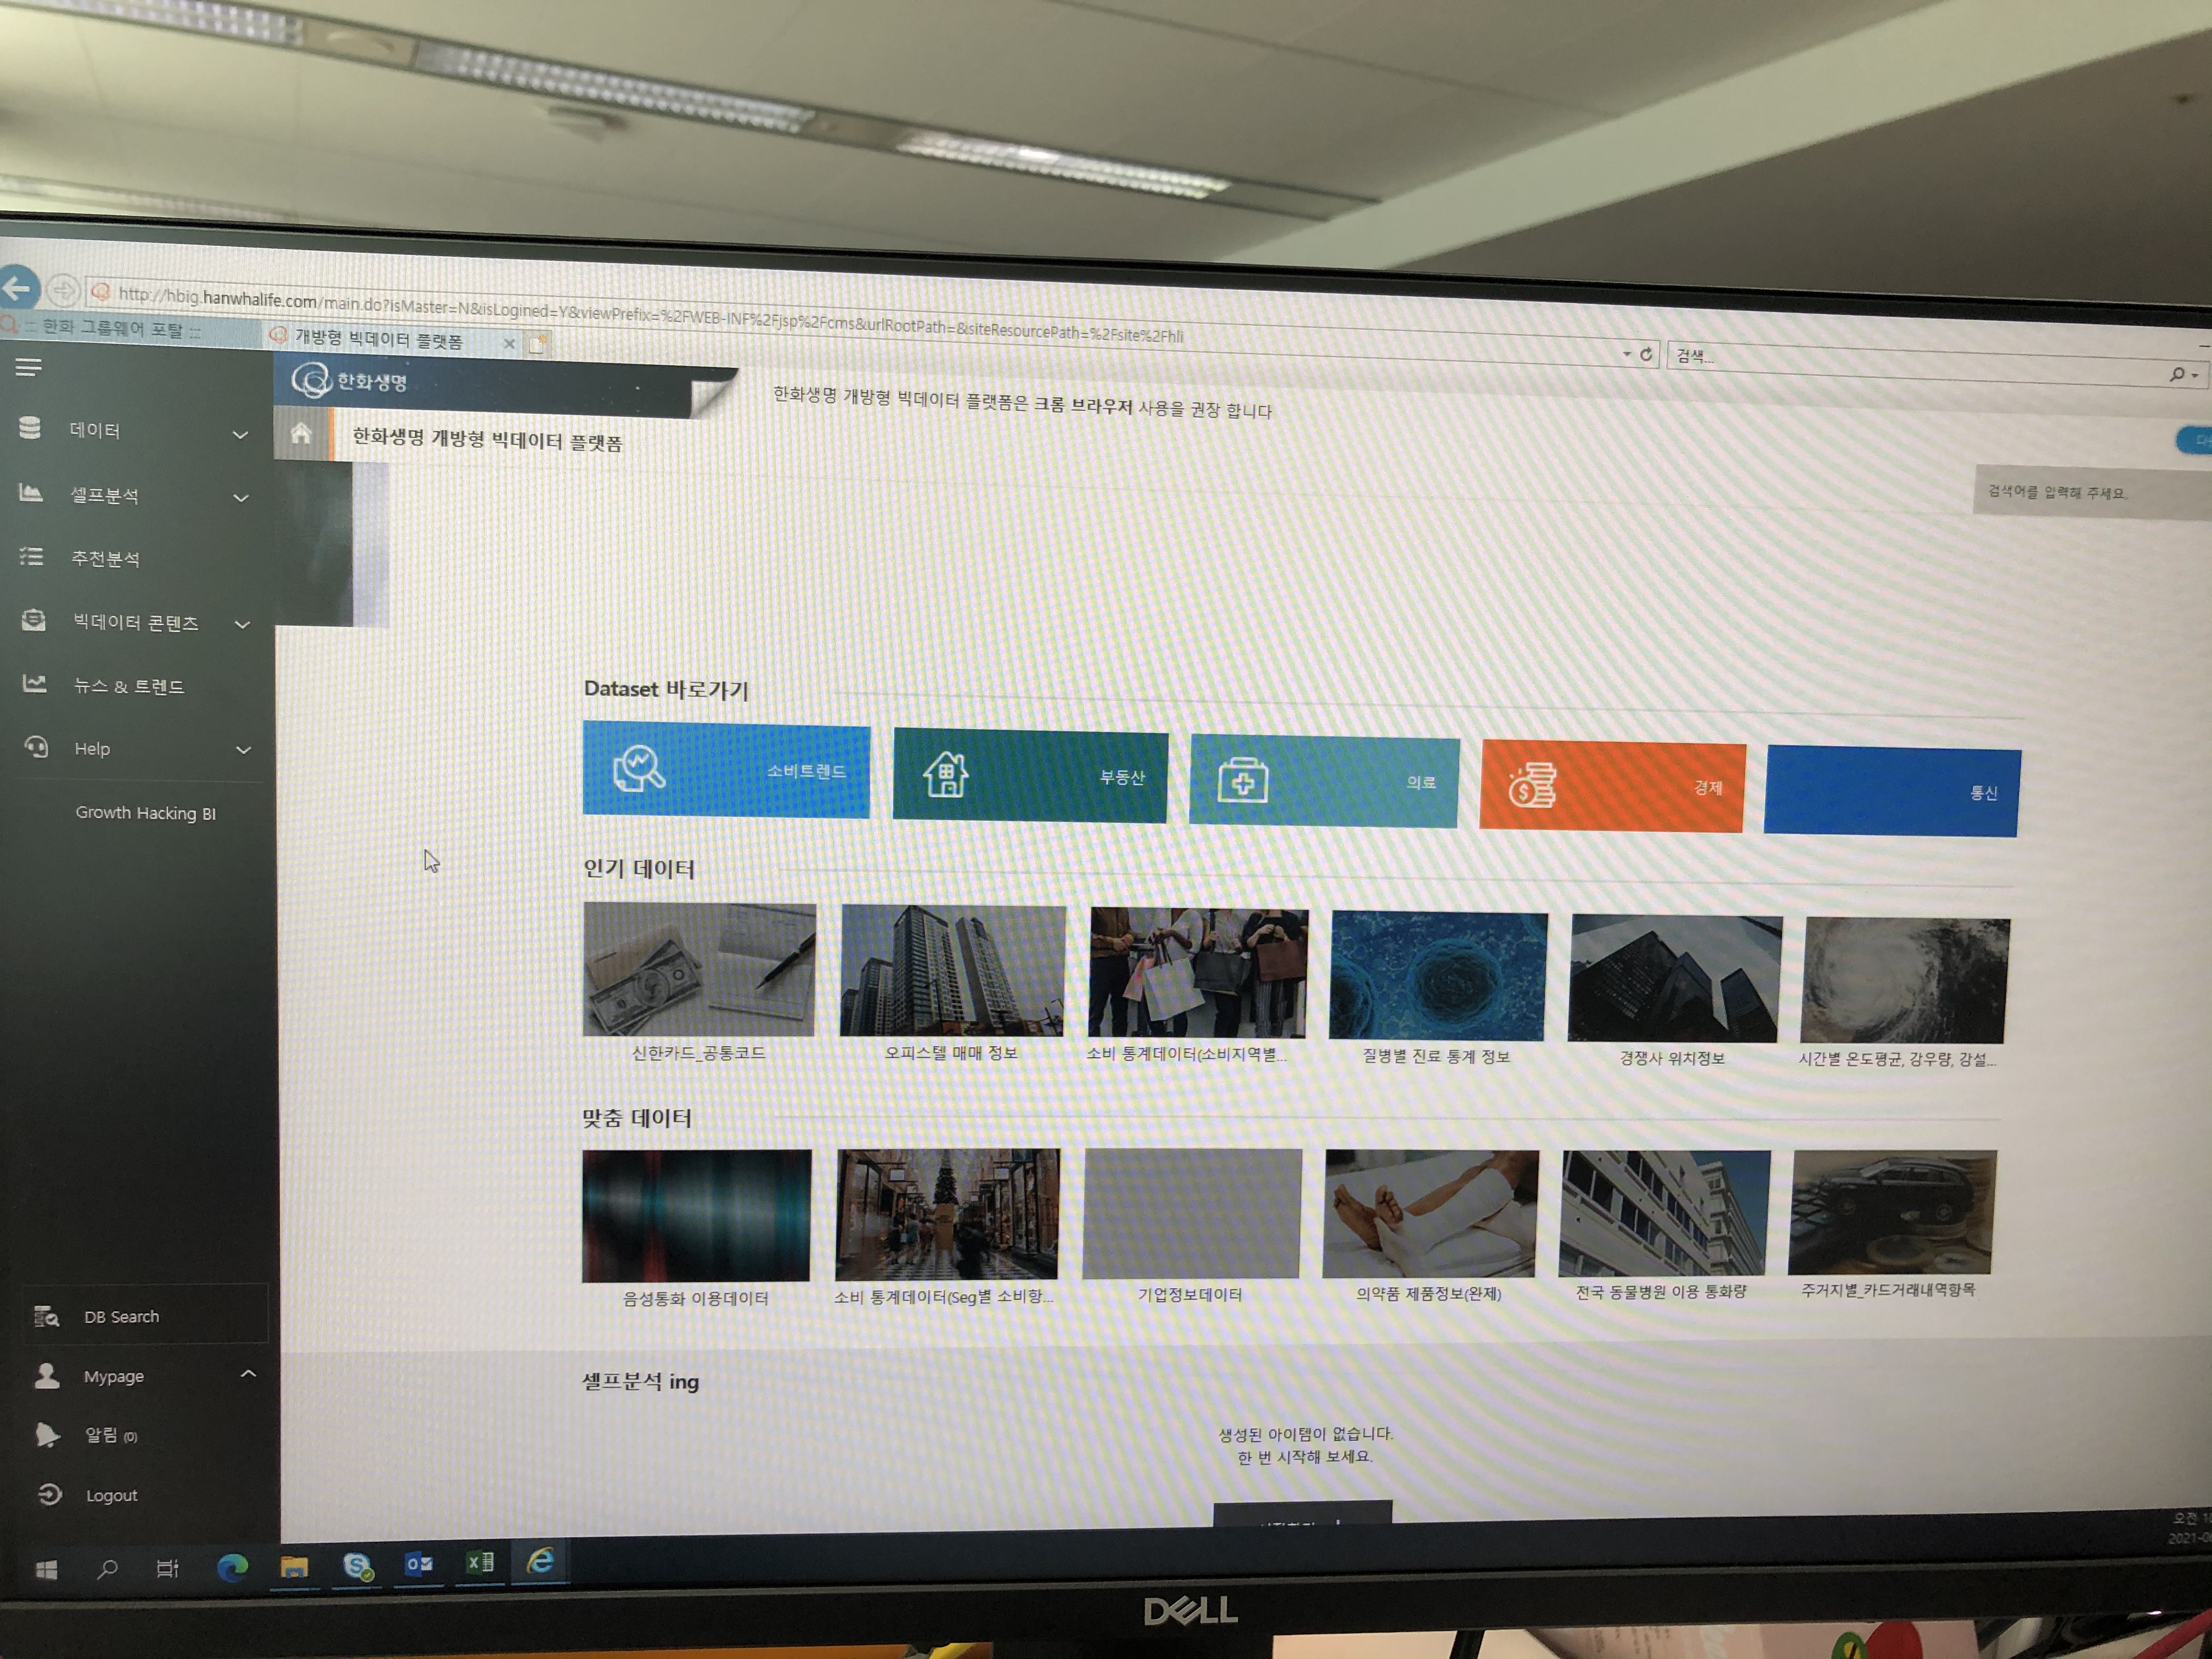 http://hbig.hanwhalife.com/main.do?isMaster=N&isLogined=Y&viewPrefix=%2FWEB-INF%2Fjsp%2Fcms&urlRootPath=&siteResourcePath=%2Fsite%2Fhli
검색...
::: 한화 그룹웨어 포탈 :::
개방형 빅데이터 플랫폼
한화생명
한화생명 개방형 빅데이터 플랫폼은 크롬 브라우저 사용을 권장 합니다
한화생명 개방형 빅데이터 플랫폼
검색어를 입력해 주세요.
데이터
셀프분석
추천분석
빅데이터 콘텐츠
뉴스 & 트렌드
Help
Growth Hacking BI
Dataset 바로가기
소비트렌드
부동산
의료
경제
통신
인기 데이터
신한카드_공통코드
오피스텔 매매 정보
소비 통계데이터(소비지역별...
질병별 진료 통계 정보
경쟁사 위치정보
시간별 온도평균, 강우량, 강설...
맞춤 데이터
음성통화 이용데이터
소비 통계데이터(Seg별 소비항...
기업정보데이터
의약품 제품정보(완제)
전국 동물병원 이용 통화량
주거지별_카드거래내역항목
셀프분석 ing
생성된 아이템이 없습니다.
한 번 시작해 보세요.
DB Search
Mypage
알림 (0)
Logout
오전
DELL